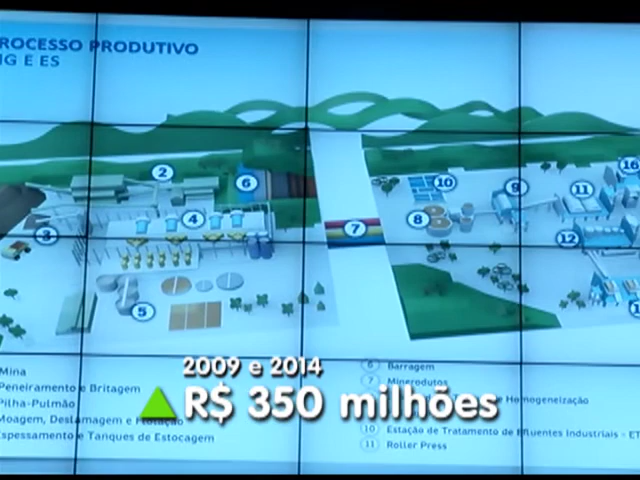 ROCESSO PRODUTIVO
IG E ES
2
16
6
10
9
11
4
8
3
7
12
5
2009 e 2014
R$ 350 milhões
Mina
Peneiramento e Britagem
Pilha-Pulmão
Moagem, Deslamagem e Flotação
Espessamento e Tanques de Estocagem
6 Barragem
7 Minerodutos
e Homogeneização
10 Estação de Tratamento de Efluentes Industriais - ET
11 Roller Press